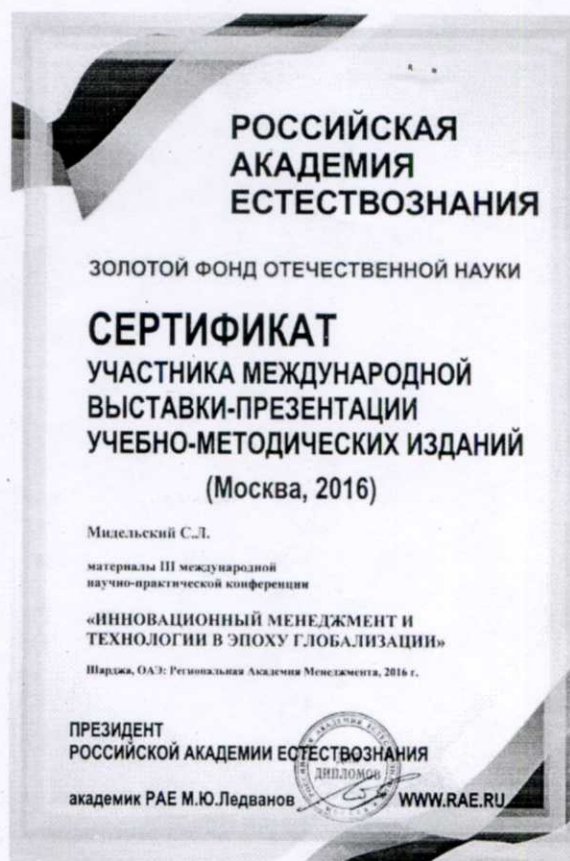 РОССИЙСКАЯ
АКАДЕМИЯ
ЕСТЕСТВОЗНАНИЯ
ЗОЛОТОЙ ФОНД ОТЕЧЕСТВЕННОЙ НАУКИ
СЕРТИФИКАТ
УЧАСТНИКА МЕЖДУНАРОДНОЙ
ВЫСТАВКИ-ПРЕЗЕНТАЦИИ
УЧЕБНО-МЕТОДИЧЕСКИХ ИЗДАНИЙ
(Москва, 2016)
Мидельский С.Л.
материалы III международной
научно-практической конференции
«ИННОВАЦИОННЫЙ МЕНЕДЖМЕНТ И
ТЕХНОЛОГИИ В ЭПОХУ ГЛОБАЛИЗАЦИИ»
Шарджа, ОАЭ: Региональная Академия Менеджмента, 2016 г.
ПРЕЗИДЕНТ
РОССИЙСКОЙ АКАДЕМИИ ЕСТЕСТВОЗНАНИЯ
ДИПЛОМОВ
академик РАЕ М.Ю.Ледванов
WWW.RAE.RU